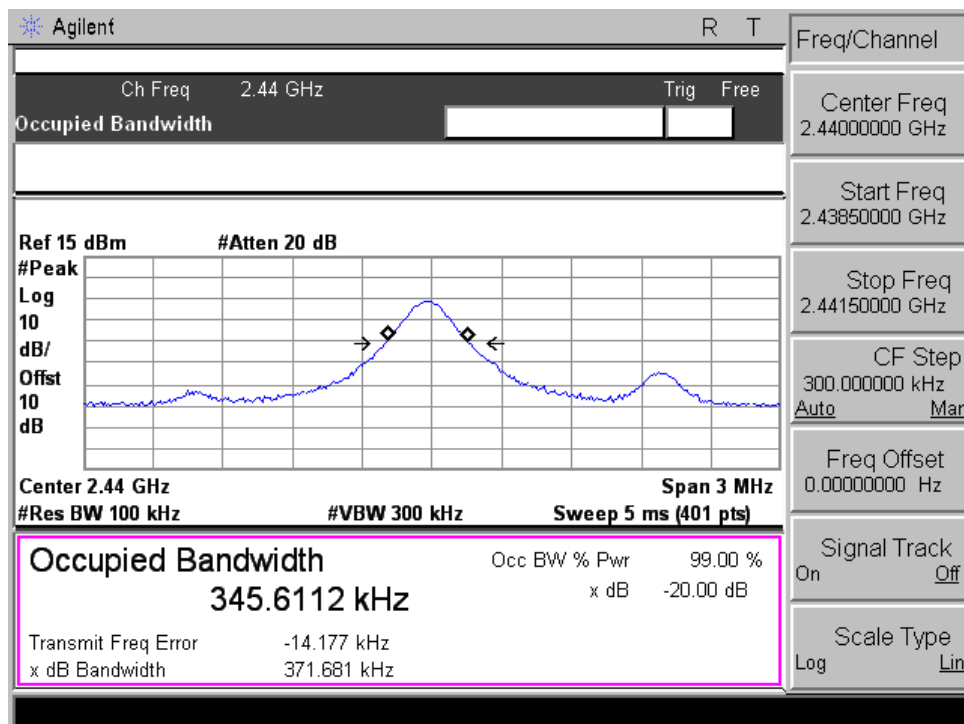 Agilent R T
Ch Freq 2.44 GHz Trig Free
Occupied Bandwidth
Ref 15 dBm #Atten 20 dB
#Peak
Log
10
dB/
Offst
10
dB
Center 2.44 GHz Span 3 MHz
#Res BW 100 kHz #VBW 300 kHz Sweep 5 ms (401 pts)
Occupied Bandwidth
345.6112 kHz
Occ BW % Pwr 99.00 %
x dB -20.00 dB
Transmit Freq Error -14.177 kHz
x dB Bandwidth 371.681 kHz
Freq/Channel
Center Freq
2.44000000 GHz
Start Freq
2.43850000 GHz
Stop Freq
2.44150000 GHz
CF Step
300.000000 kHz
Auto Man
Freq Offset
0.00000000 Hz
Signal Track
On Off
Scale Type
Log Lin